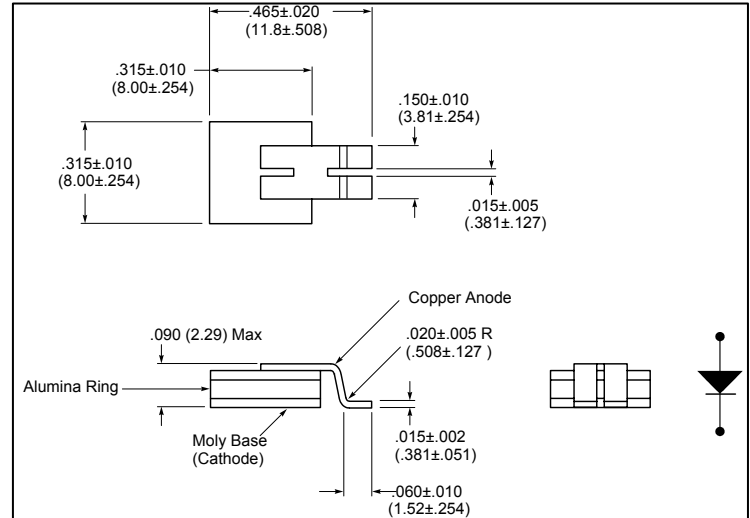 .465±.020
(11.8±.508)
.315±.010
(8.00±.254)
.150±.010
(3.81±.254)
.315±.010
(8.00±.254)
.015±.005
(.381±.127)
Copper Anode
.090 (2.29) Max
.020±.005 R
(.508±.127 )
Alumina Ring
Moly Base
(Cathode)
.015±.002
(.381±.051)
.060±.010
(1.52±.254)